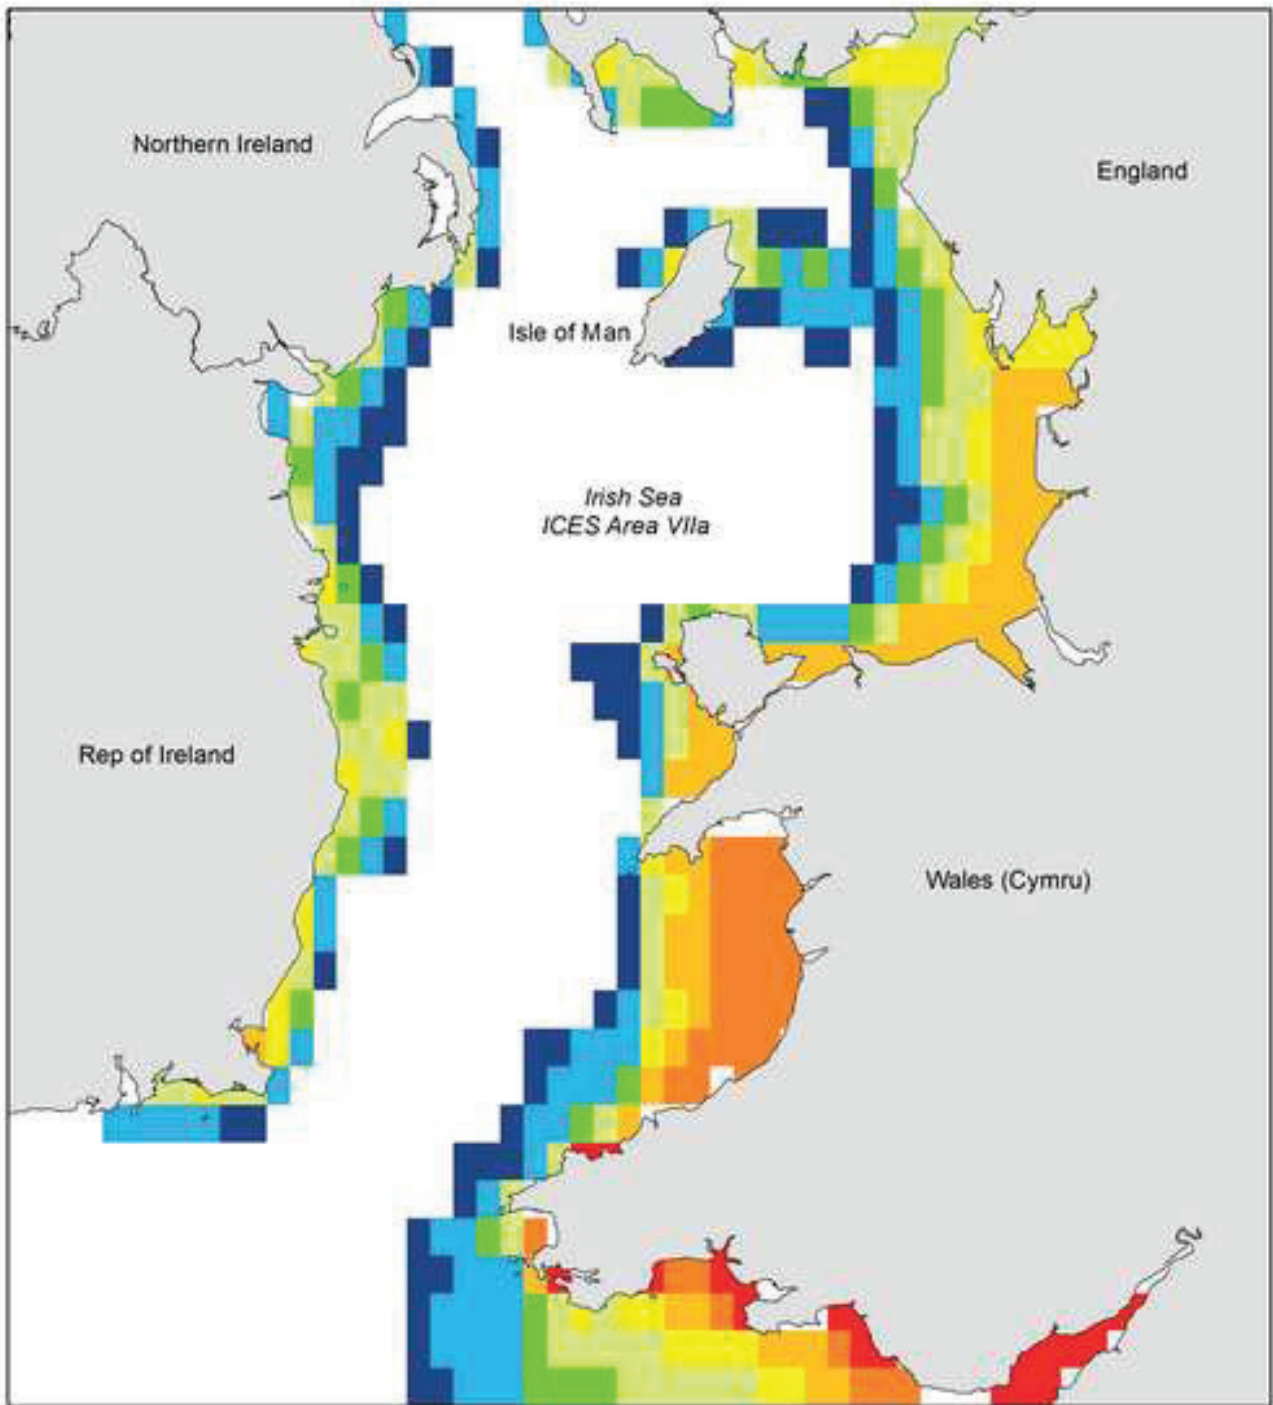 Northern Ireland
England
Isle of Man
Irish Sea
ICES Area VIIa
Rep of Ireland
Wales (Cymru)